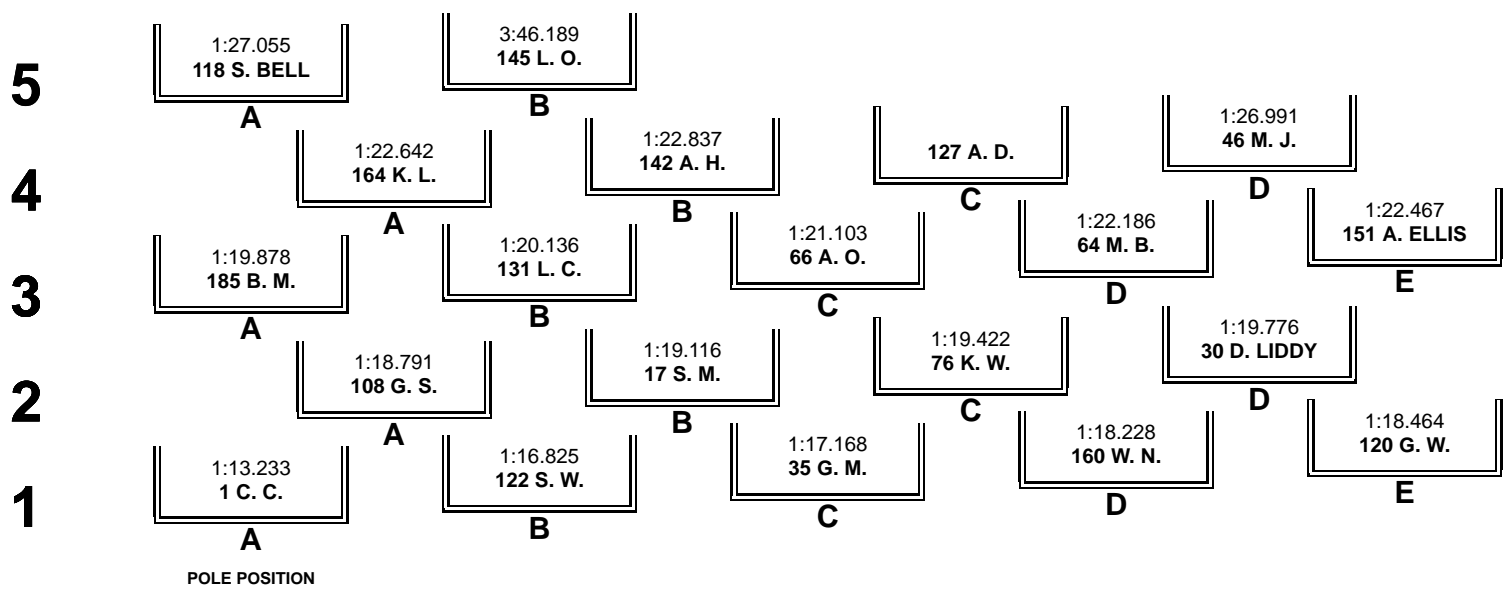 5
1:27.055
118 S. BELL
A
3:46.189
145 L. O.
B
4
1:22.642
164 K. L.
A
1:22.837
142 A. H.
B
127 A. D.
C
1:26.991
46 M. J.
D
3
1:19.878
185 B. M.
A
1:20.136
131 L. C.
B
1:21.103
66 A. O.
C
1:22.186
64 M. B.
D
1:22.467
151 A. ELLIS
E
2
1:18.791
108 G. S.
A
1:19.116
17 S. M.
B
1:19.422
76 K. W.
C
1:19.776
30 D. LIDDY
D
1
1:13.233
1 C. C.
A
1:16.825
122 S. W.
B
1:17.168
35 G. M.
C
1:18.228
160 W. N.
D
1:18.464
120 G. W.
E
POLE POSITION